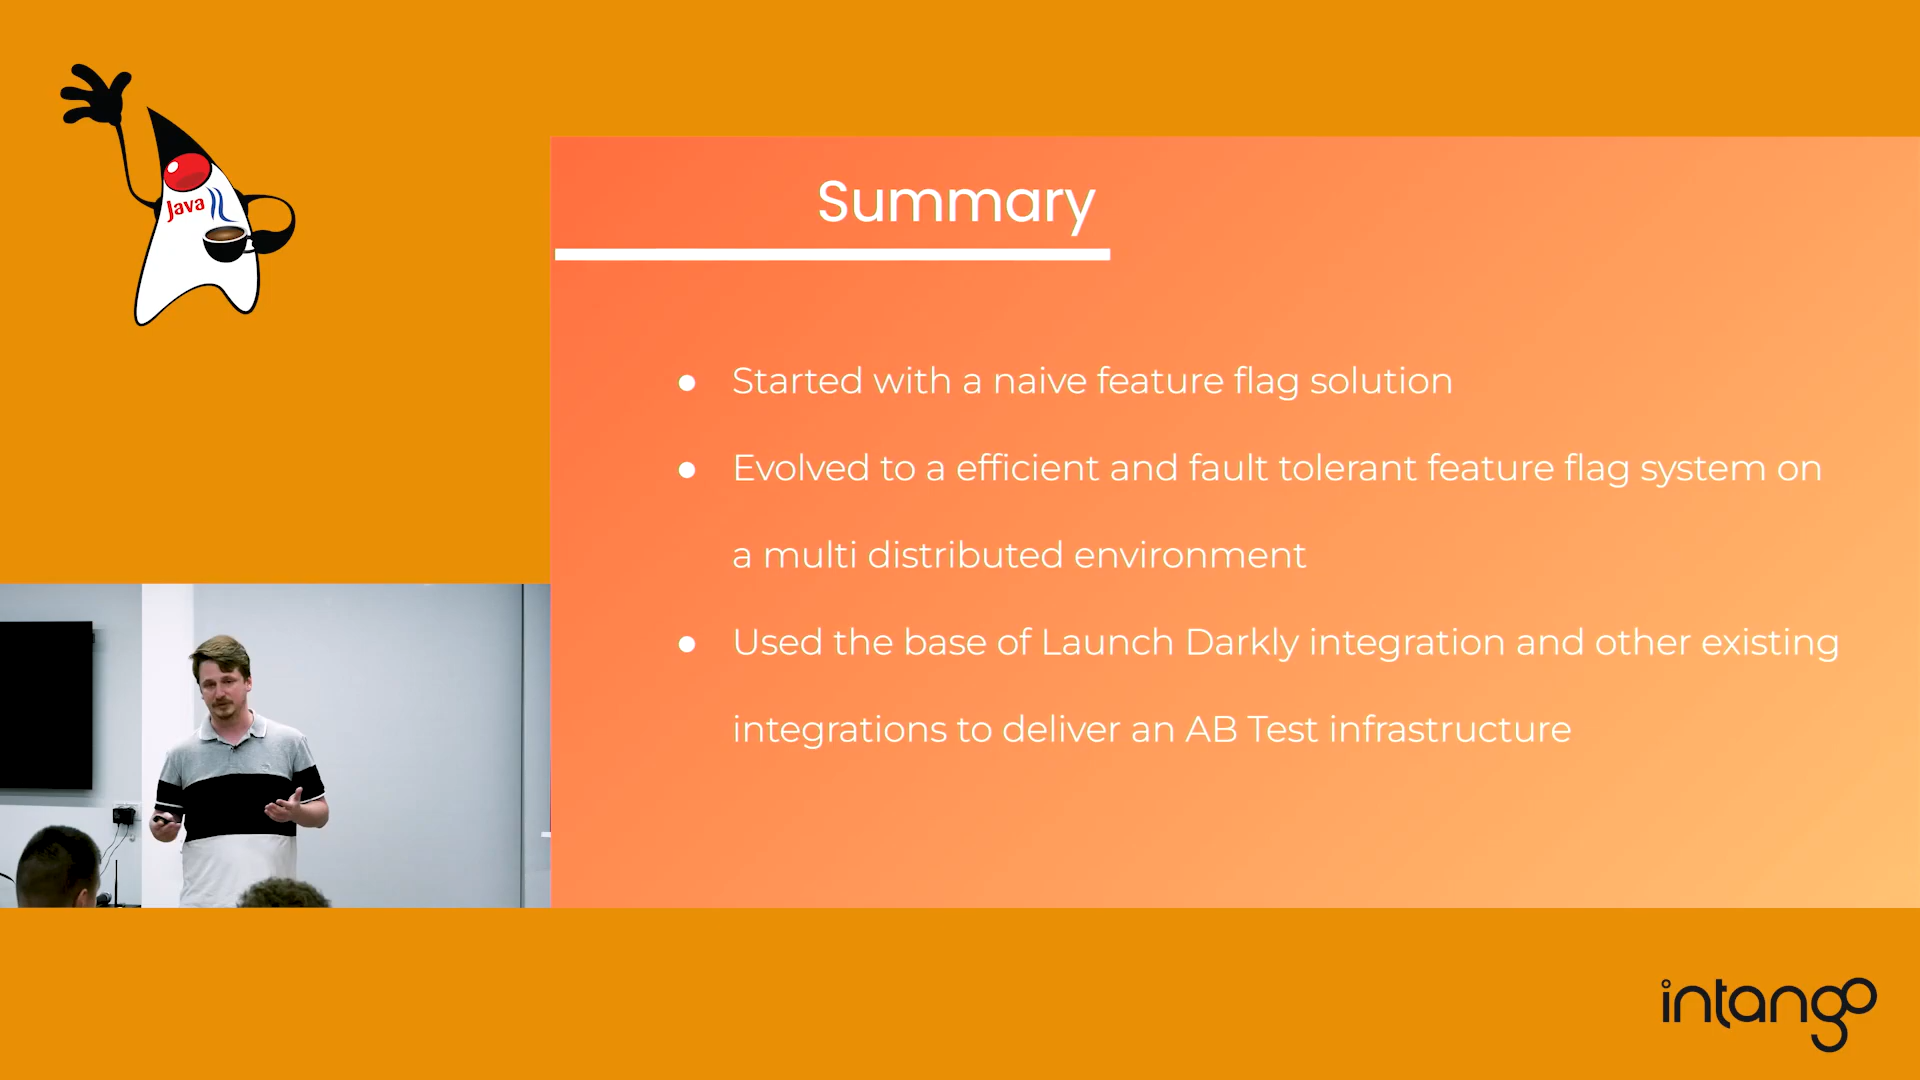 Java
Summary
● Started with a naive feature flag solution
● Evolved to a efficient and fault tolerant feature flag system on
a multi distributed environment
● Used the base of Launch Darkly integration and other existing
integrations to deliver an AB Test infrastructure
intango